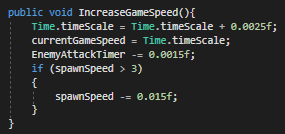 public void IncreaseGameSpeed(){
Time.timeScale = Time.timeScale + 0.0025f;
currentGameSpeed = Time.timeScale;
EnemyAttackTimer -= 0.0015f;
if (spawnSpeed > 3)
{
spawnSpeed -= 0.015f;
}
}